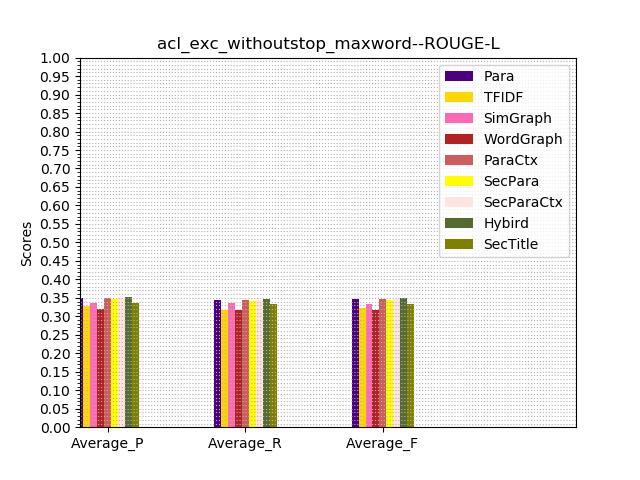 acl_exc_withoutstop_maxword--ROUGE-L
1.00
0.95
0.90
0.85
0.80
0.75
0.70
0.65
0.60
0.55
0.50
0.45
0.40
0.35
0.30
0.25
0.20
0.15
0.10
0.05
0.00
Scores
Para
TFIDF
SimGraph
WordGraph
ParaCtx
SecPara
SecParaCtx
Hybird
SecTitle
Average_P
Average_R
Average_F